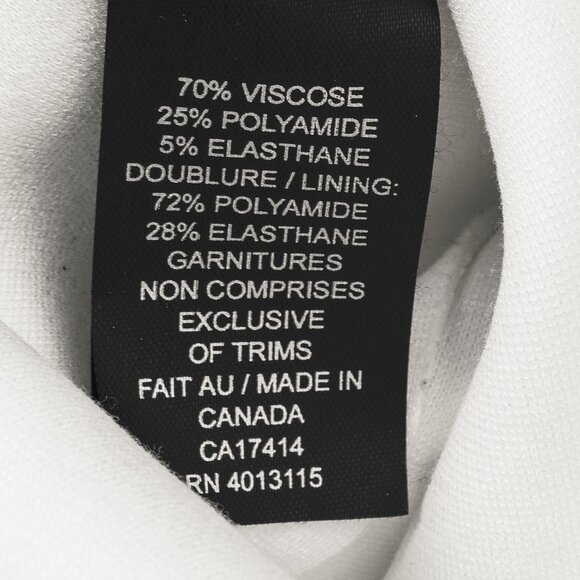 70% VISCOSE
25% POLYAMIDE
5% ELASTHANE
DOUBLURE / LINING:
72% POLYAMIDE
28% ELASTHANE
GARNITURES
NON COMPRISES
EXCLUSIVE
OF TRIMS
FAIT AU / MADE IN
CANADA
CA17414
RN 4013115